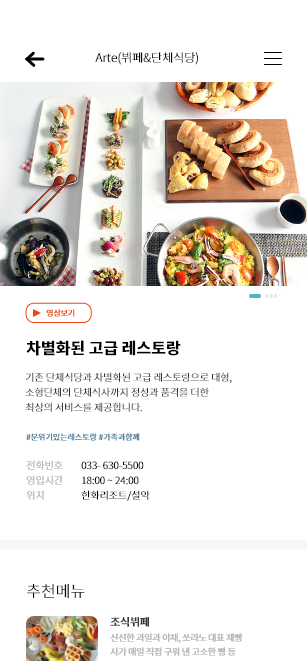 Arte(뷔페&단체식당)
영상보기
차별화된 고급 레스토랑
기존 단체식당과 차별화된 고급 레스토랑으로 대형,
소형단체의 단체식사까지 정성과 품격을 더한
최상의 서비스를 제공합니다.
#분위기있는레스토랑 #가족과함께
전화번호 033- 630-5500
영업시간 18:00 ~ 24:00
위치 한화리조트/설악
추천메뉴
조식뷔페
신선한 과일과 야채, 쏘라노 대표 제빵
사가 매일 직접 구워 낸 고소한 빵 등